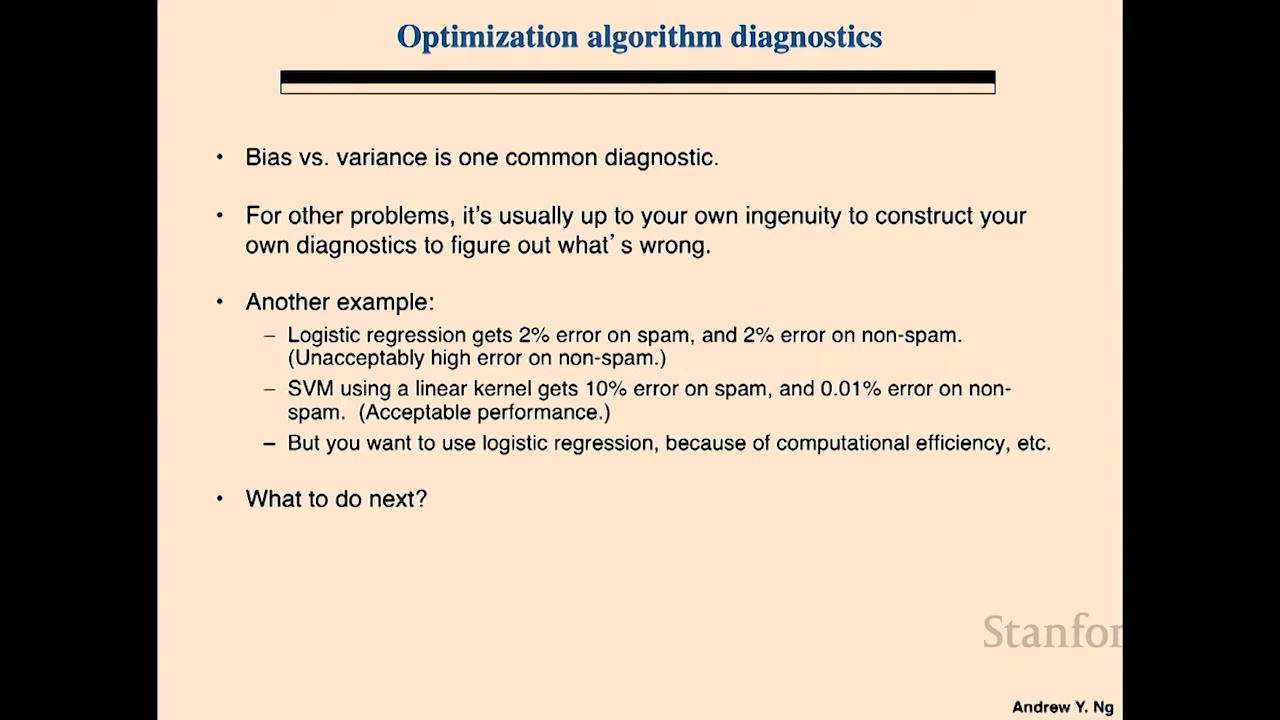 Optimization algorithm diagnostics
• Bias vs. variance is one common diagnostic.
• For other problems, it's usually up to your own ingenuity to construct your
own diagnostics to figure out what's wrong.
• Another example:
– Logistic regression gets 2% error on spam, and 2% error on non-spam.
(Unacceptably high error on non-spam.)
– SVM using a linear kernel gets 10% error on spam, and 0.01% error on non-
spam. (Acceptable performance.)
– But you want to use logistic regression, because of computational efficiency, etc.
• What to do next?
Stanfor
Andrew Y. Ng